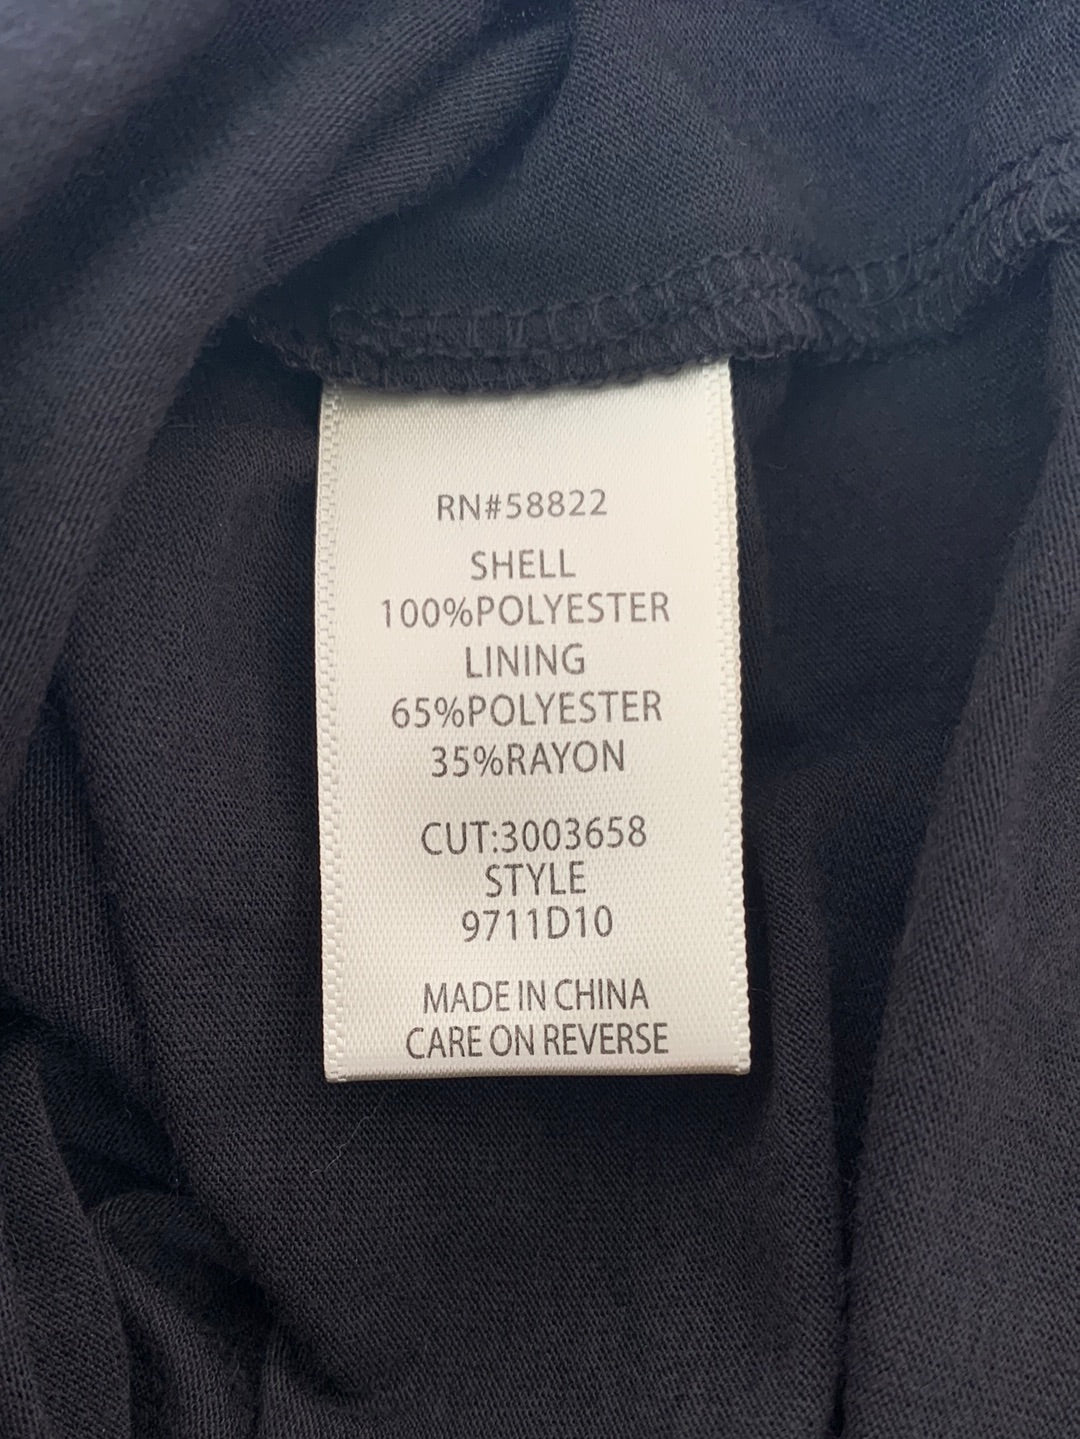 RN#58822
SHELL
100%POLYESTER
LINING
65%POLYESTER
35%RAYON
CUT:3003658
STYLE
9711D10
MADE IN CHINA
CARE ON REVERSE